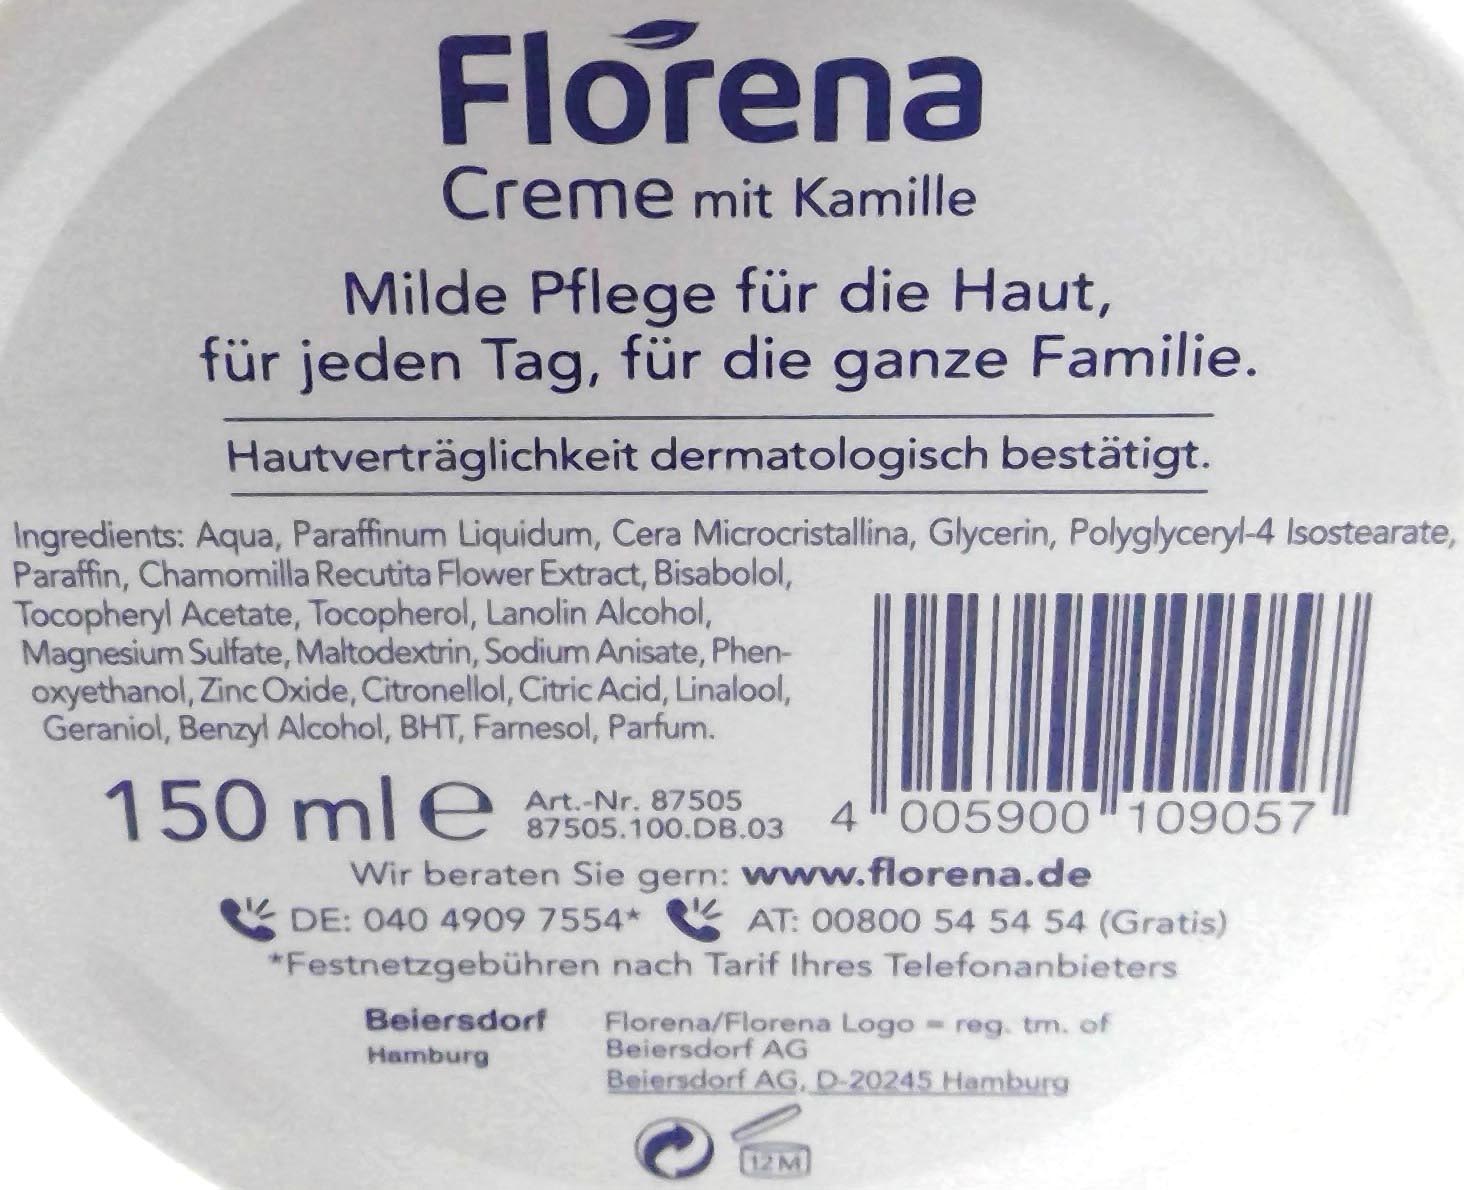 Florena
Creme mit Kamille
Milde Pflege für die Haut,
für jeden Tag, für die ganze Familie.
Hautverträglichkeit dermatologisch bestätigt.
Ingredients: Aqua, Paraffinum Liquidum, Cera Microcristallina, Glycerin, Polyglyceryl-4 Isostearate,
Paraffin, Chamomilla Recutita Flower Extract, Bisabolol,
Tocopheryl Acetate, Tocopherol, Lanolin Alcohol,
Magnesium Sulfate, Maltodextrin, Sodium Anisate, Phen-
oxyethanol, Zinc Oxide, Citronellol, Citric Acid, Linalool,
Geraniol, Benzyl Alcohol, BHT, Farnesol, Parfum.
150 ml e
Art.-Nr. 87505
87505.100.DB.03
4 005900 109057
Wir beraten Sie gern: www.florena.de
DE: 040 4909 7554* AT: 00800 54 54 54 (Gratis)
*Festnetzgebühren nach Tarif Ihres Telefonanbieters
Beiersdorf
Hamburg
Florena/Florena Logo = reg. tm. of
Beiersdorf AG
Beiersdorf AG, D-20245 Hamburg
12M